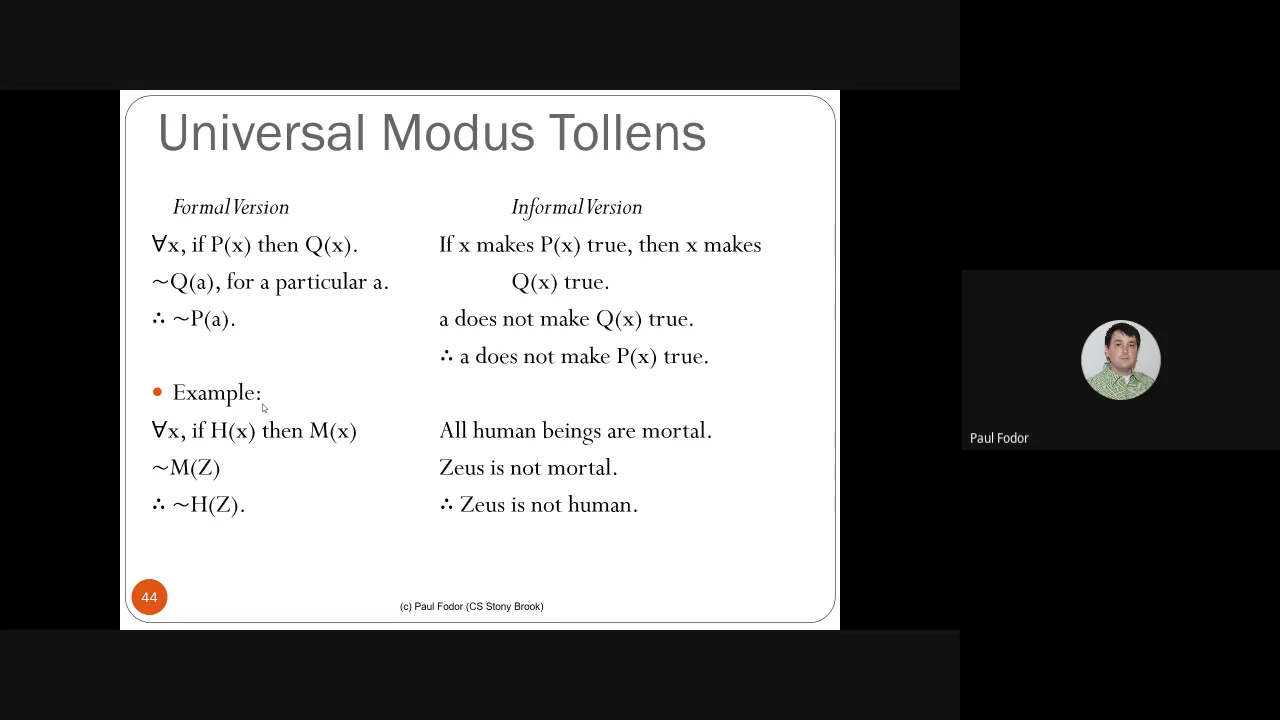 Universal Modus Tollens
Formal Version
Informal Version
∀x, if P(x) then Q(x).
If x makes P(x) true, then x makes
~Q(a), for a particular a.
Q(x) true.
∴ ~P(a).
a does not make Q(x) true.
∴ a does not make P(x) true.
• Example:
∀x, if H(x) then M(x)
All human beings are mortal.
~M(Z)
Zeus is not mortal.
∴ ~H(Z).
∴ Zeus is not human.
44
(c) Paul Fodor (CS Stony Brook)
Paul Fodor